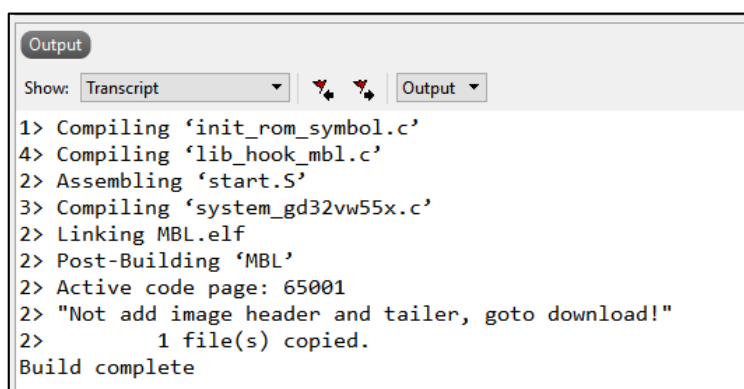 Output
Show: Transcript Output
1> Compiling ‘init_rom_symbol.c’
4> Compiling ‘lib_hook_mbl.c’
2> Assembling ‘start.S’
3> Compiling ‘system_gd32vw55x.c’
2> Linking MBL.elf
2> Post-Building ‘MBL’
2> Active code page: 65001
2> "Not add image header and tailer, goto download!"
2>         1 file(s) copied.
Build complete